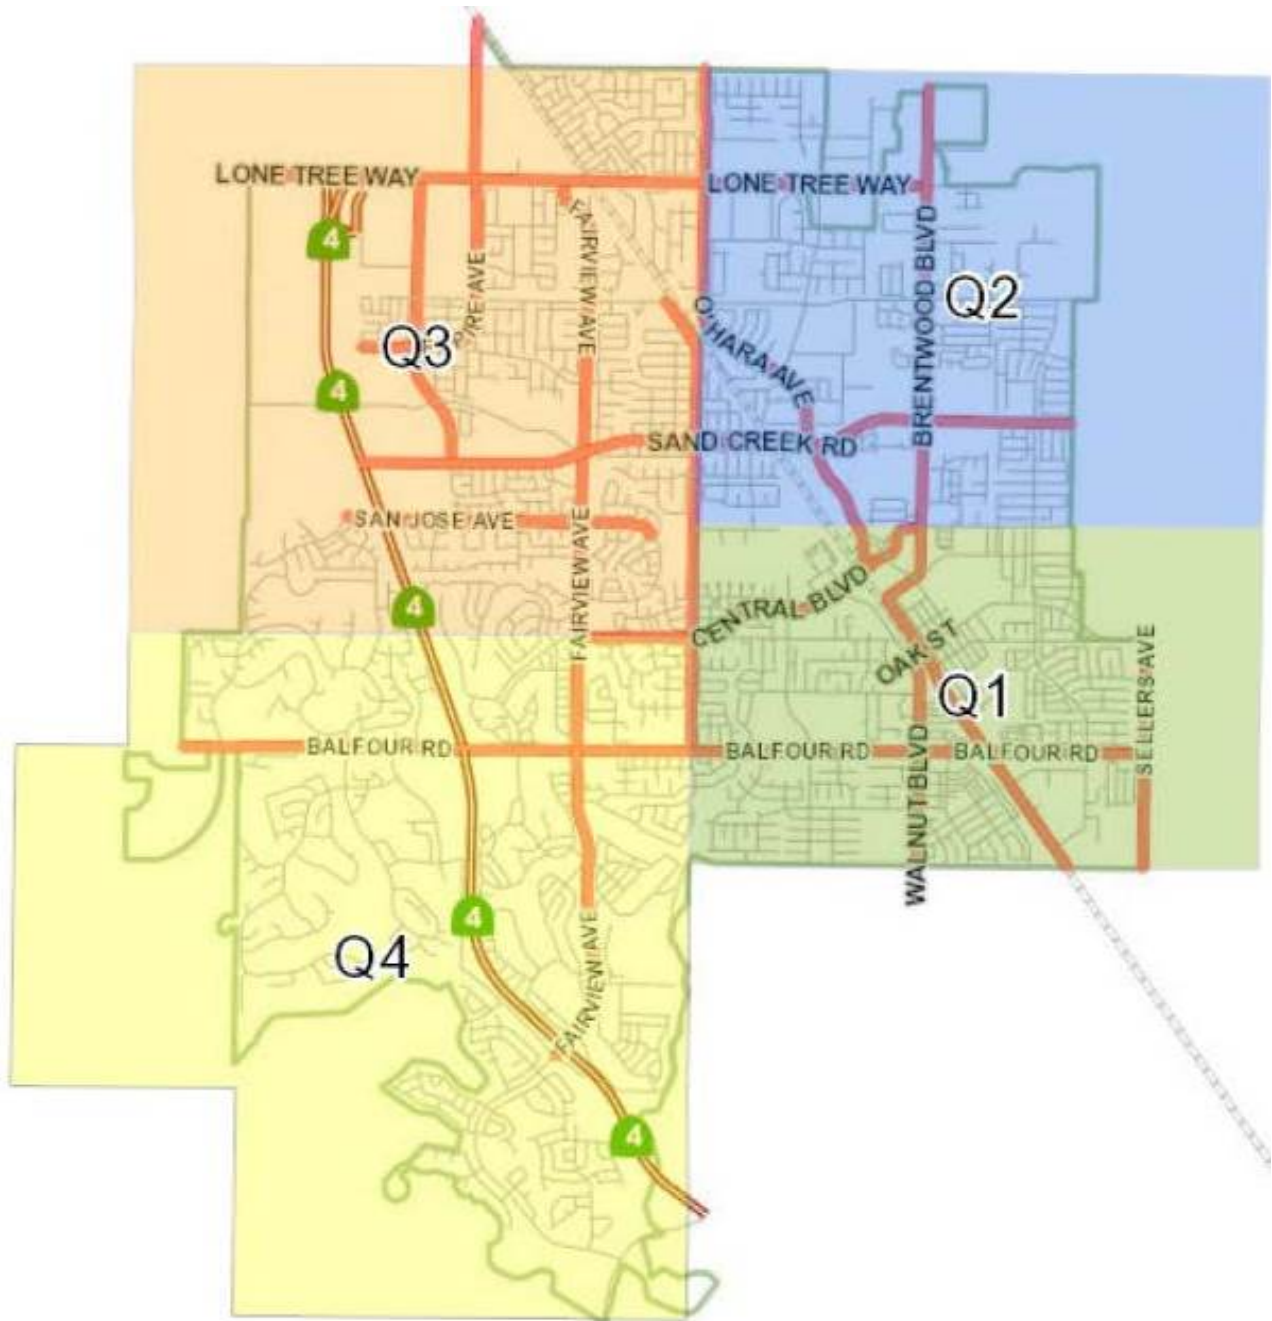 LONE TREE WAY
LONE TREE WAY
4
FAIRVIEW AVE
BRENTWOOD BLVD
Q2
O'HARA AVE
Q3
4
SAND CREEK RD
SAN JOSE AVE
FAIRVIEW AVE
CENTRAL BLVD
4
OAK ST
SELLERS AVE
Q1
BALFOUR RD
BALFOUR RD
BALFOUR RD
WALNUT BLVD
4
Q4
FAIRVIEW AVE
4